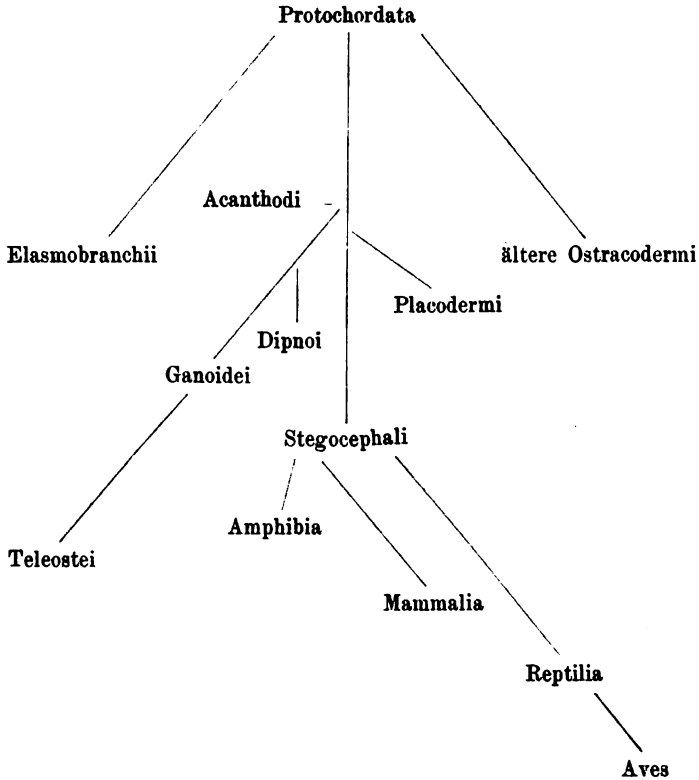 Protochordata
Acanthodi
Elasmobranchii
ältere Ostracodermi
Placodermi
Dipnoi
Ganoidei
Stegocephali
Amphibia
Teleostei
Mammalia
Reptilia
Aves